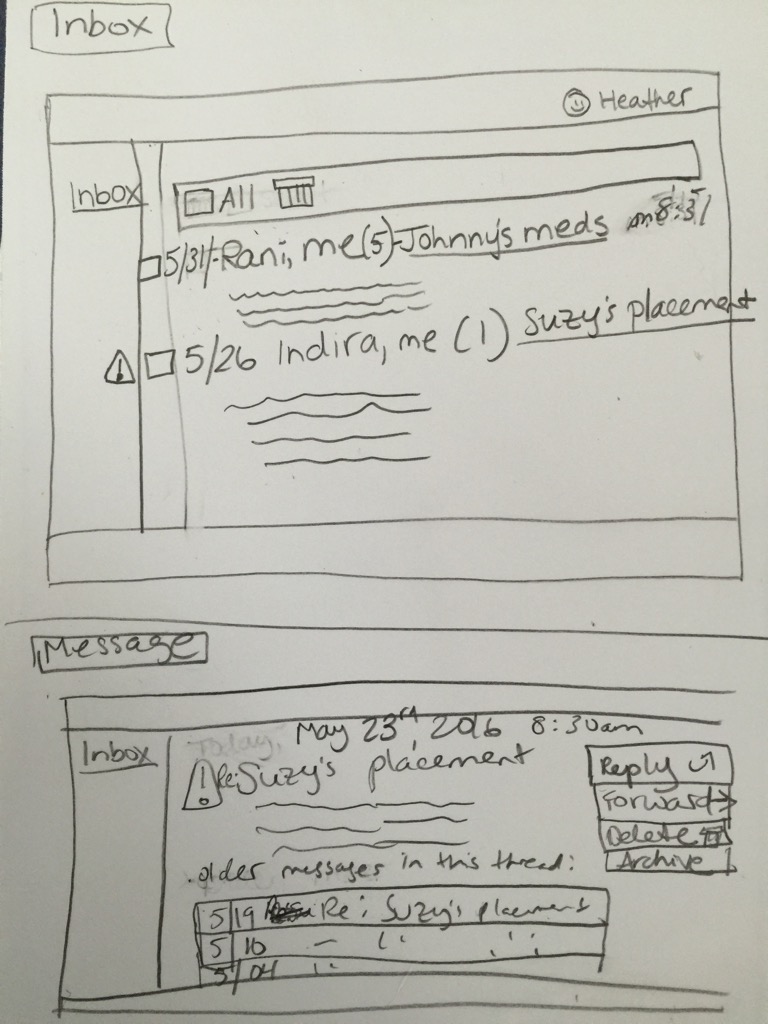 Inbox
Heather
Inbox
All
5/31-Rani, me(5)-Johnny's meds 8:31
5/26 Indira, me (1) Suzy's placement
Message
May 23rd, 2016 8:30am
Inbox
Today,
Re: Suzy's placement
Reply
Forward
Delete
Archive
older messages in this thread:
5/19 Re: Suzy's placement
5/10 — " "
5/04 "